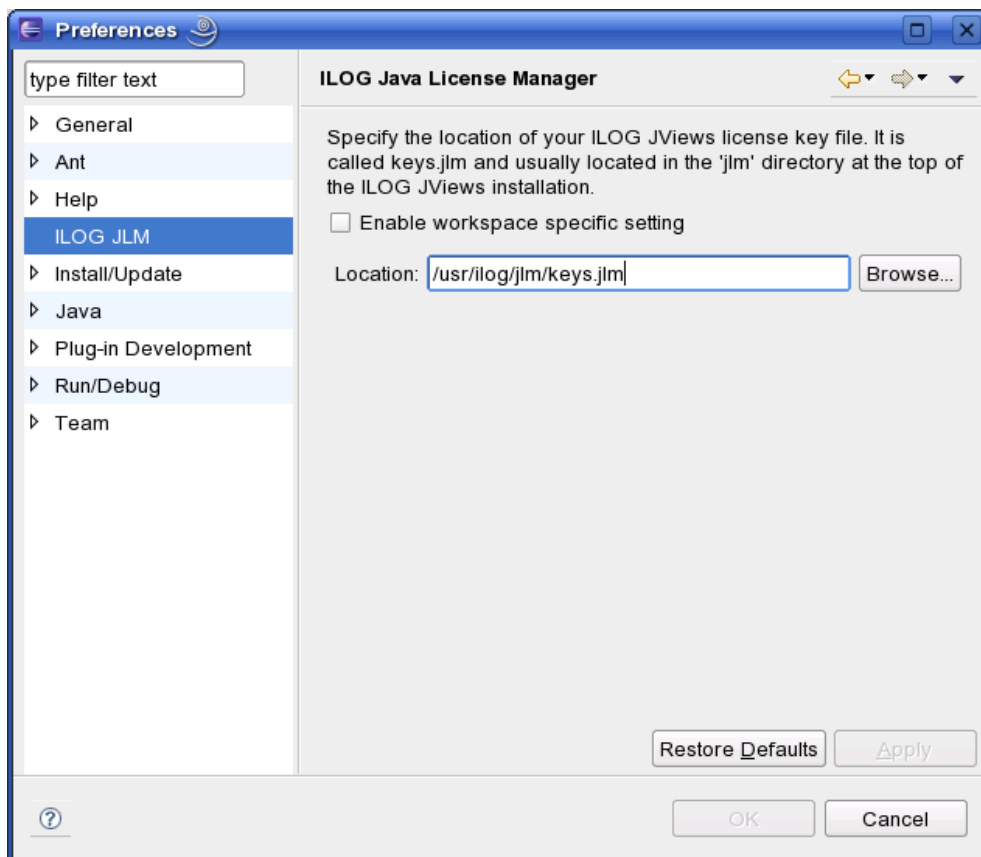 Preferences
type filter text
General
Ant
Help
ILOG JLM
Install/Update
Java
Plug-in Development
Run/Debug
Team
ILOG Java License Manager
Specify the location of your ILOG JViews license key file. It is
called keys.jlm and usually located in the 'jlm' directory at the top of
the ILOG JViews installation.
Enable workspace specific setting
Location: /usr/ilog/jlm/keys.jlm Browse...
Restore Defaults Apply
OK Cancel